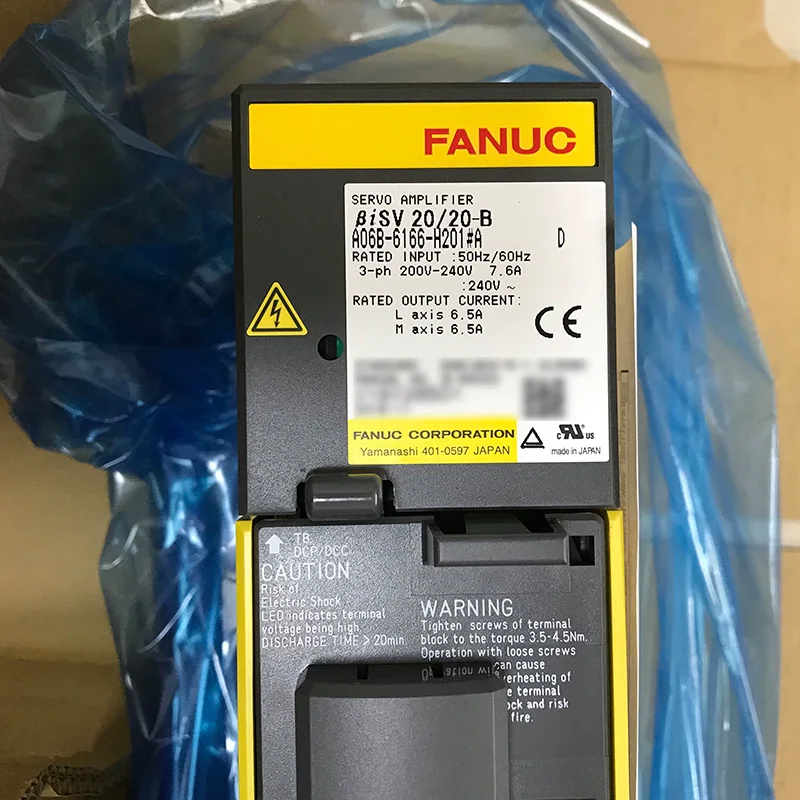 FANUC
SERVO AMPLIFIER
βiSV 20/20-B
A06B-6166-H201#A D
RATED INPUT :50Hz/60Hz
3-ph 200V-240V 7.6A
:240V ~
RATED OUTPUT CURRENT:
L axis 6.5A
M axis 6.5A
CE
FANUC CORPORATION
Yamanashi 401-0597 JAPAN
c RU US
made in JAPAN
TB
DCP/DCC
CAUTION
Risk of
Electric Shock
LED indicates terminal
voltage being high.
DISCHARGE TIME > 20min.
WARNING
Tighten screws of terminal
block to the torque 3.5-4.5Nm.
Operation with loose screws
can cause
overheating of
terminal
and risk
fire.